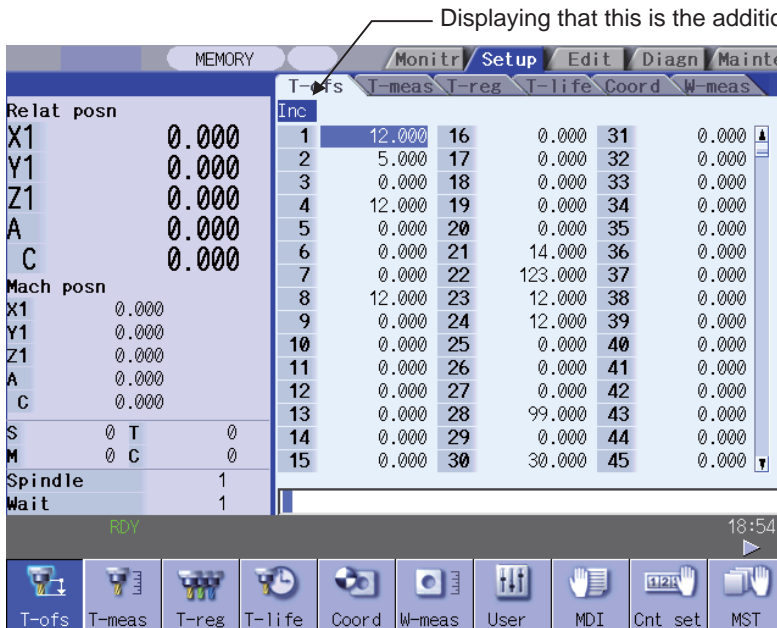 Displaying that this is the additio
MEMORY Monitr Setup Edit Diagn Mainte
T-ofs T-meas T-reg T-life Coord W-meas
Relat posn Inc
X1 0.000
Y1 0.000
Z1 0.000
A 0.000
C 0.000
Mach posn
X1 0.000
Y1 0.000
Z1 0.000
A 0.000
C 0.000
S 0 T 0
M 0 C 0
Spindle 1
Wait 1
1 12.000 16 0.000 31 0.000
2 5.000 17 0.000 32 0.000
3 0.000 18 0.000 33 0.000
4 12.000 19 0.000 34 0.000
5 0.000 20 0.000 35 0.000
6 0.000 21 14.000 36 0.000
7 0.000 22 123.000 37 0.000
8 12.000 23 12.000 38 0.000
9 0.000 24 12.000 39 0.000
10 0.000 25 0.000 40 0.000
11 0.000 26 0.000 41 0.000
12 0.000 27 0.000 42 0.000
13 0.000 28 99.000 43 0.000
14 0.000 29 0.000 44 0.000
15 0.000 30 30.000 45 0.000
RDY 18:54
T-ofs T-meas T-reg T-life Coord W-meas User MDI Cnt set MST